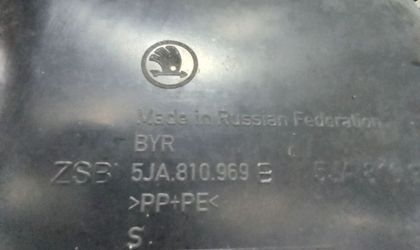 Made in Russian Federation
BYR
ZSB 5JA.810.969 B
>PP+PE<
S